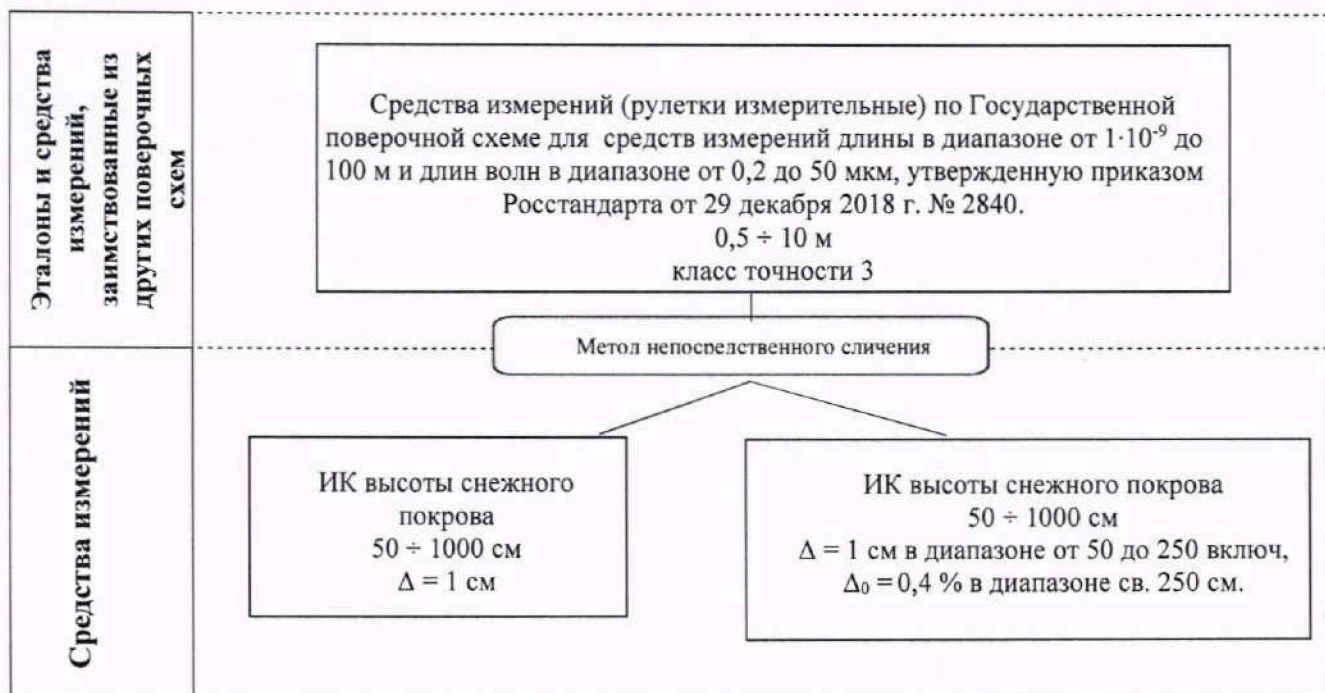 Эталоны и средства
измерений,
заимствованные из
других поверочных
схем
Средства измерений (рулетки измерительные) по Государственной
поверочной схеме для средств измерений длины в диапазоне от 1·10⁻⁹ до
100 м и длин волн в диапазоне от 0,2 до 50 мкм, утвержденную приказом
Росстандарта от 29 декабря 2018 г. № 2840.
0,5 ÷ 10 м
класс точности 3
Метод непосредственного сличения
Средства измерений
ИК высоты снежного
покрова
50 ÷ 1000 см
Δ = 1 см
ИК высоты снежного покрова
50 ÷ 1000 см
Δ = 1 см в диапазоне от 50 до 250 включ,
Δ₀ = 0,4 % в диапазоне св. 250 см.